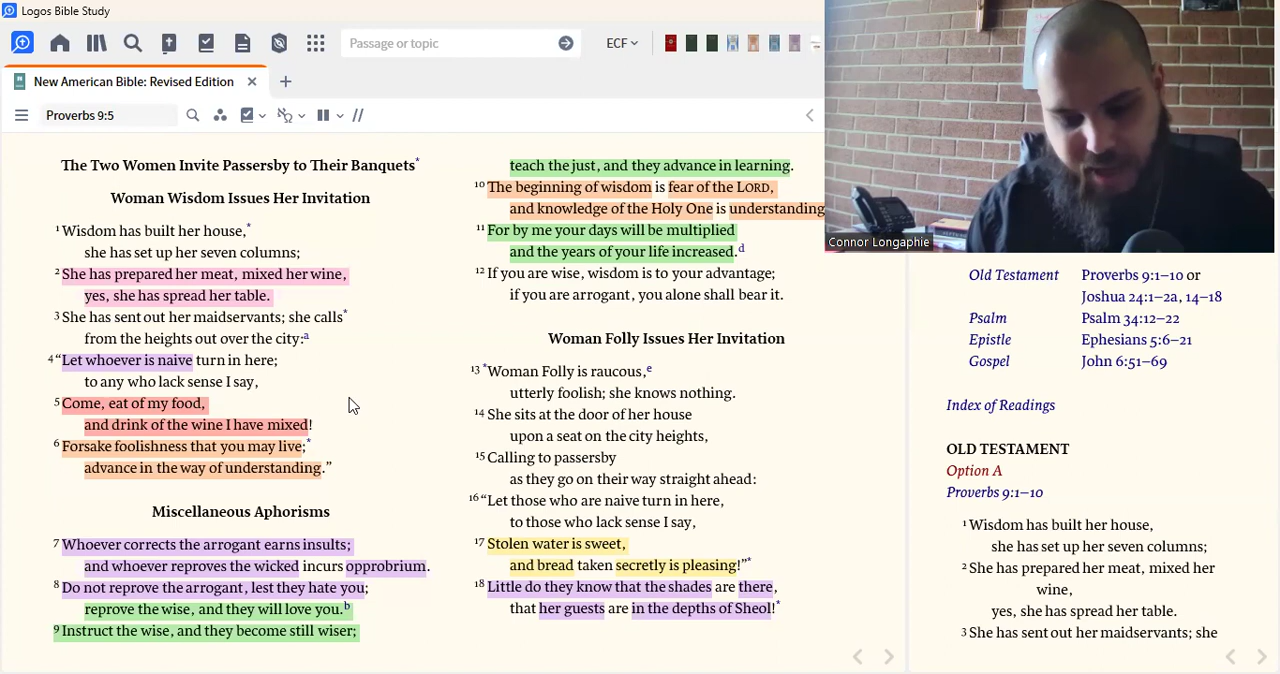 Logos Bible Study
Passage or topic
ECF
New American Bible: Revised Edition
Proverbs 9:5
The Two Women Invite Passersby to Their Banquets*
Woman Wisdom Issues Her Invitation
1 Wisdom has built her house,*
she has set up her seven columns;
2 She has prepared her meat, mixed her wine,
yes, she has spread her table.
3 She has sent out her maidservants; she calls*
from the heights out over the city:a
4 “Let whoever is naive turn in here;
to any who lack sense I say,
5 Come, eat of my food,
and drink of the wine I have mixed!
6 Forsake foolishness that you may live;*
advance in the way of understanding.”
Miscellaneous Aphorisms
7 Whoever corrects the arrogant earns insults;
and whoever reproves the wicked incurs opprobrium.
8 Do not reprove the arrogant, lest they hate you;
reprove the wise, and they will love you.b
9 Instruct the wise, and they become still wiser;
teach the just, and they advance in learning.
10 The beginning of wisdom is fear of the LORD,
and knowledge of the Holy One is understanding
11 For by me your days will be multiplied
and the years of your life increased.d
12 If you are wise, wisdom is to your advantage;
if you are arrogant, you alone shall bear it.
Woman Folly Issues Her Invitation
13 *Woman Folly is raucous,e
utterly foolish; she knows nothing.
14 She sits at the door of her house
upon a seat on the city heights,
15 Calling to passersby
as they go on their way straight ahead:
16 “Let those who are naive turn in here,
to those who lack sense I say,
17 Stolen water is sweet,
and bread taken secretly is pleasing!”*
18 Little do they know that the shades are there,
that her guests are in the depths of Sheol!*
Connor Longaphie
Old Testament Proverbs 9:1–10 or
Joshua 24:1–2a, 14–18
Psalm Psalm 34:12–22
Epistle Ephesians 5:6–21
Gospel John 6:51–69
Index of Readings
OLD TESTAMENT
Option A
Proverbs 9:1–10
1 Wisdom has built her house,
she has set up her seven columns;
2 She has prepared her meat, mixed her
wine,
yes, she has spread her table.
3 She has sent out her maidservants; she